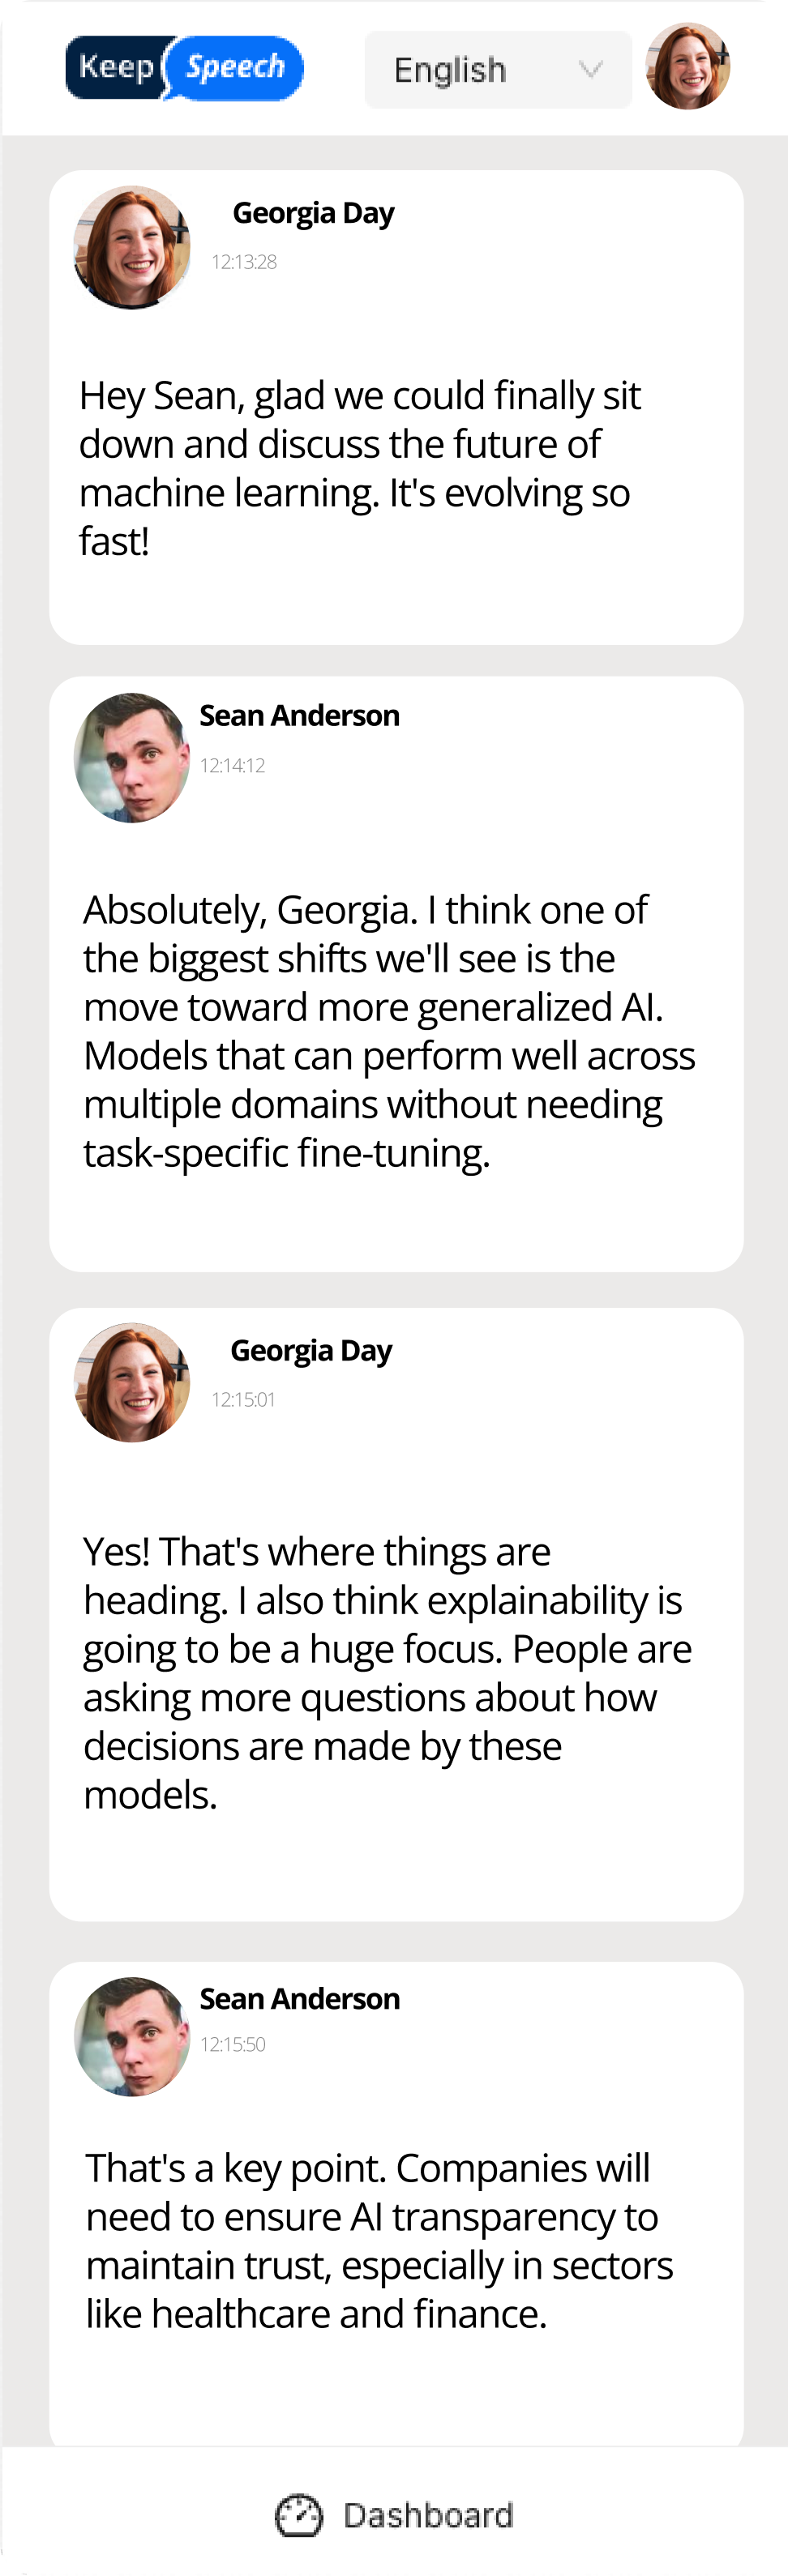 Keep Speech English
Georgia Day
12:13:28
Hey Sean, glad we could finally sit
down and discuss the future of
machine learning. It's evolving so
fast!
Sean Anderson
12:14:12
Absolutely, Georgia. I think one of
the biggest shifts we'll see is the
move toward more generalized AI.
Models that can perform well across
multiple domains without needing
task-specific fine-tuning.
Georgia Day
12:15:01
Yes! That's where things are
heading. I also think explainability is
going to be a huge focus. People are
asking more questions about how
decisions are made by these
models.
Sean Anderson
12:15:50
That's a key point. Companies will
need to ensure AI transparency to
maintain trust, especially in sectors
like healthcare and finance.
Dashboard